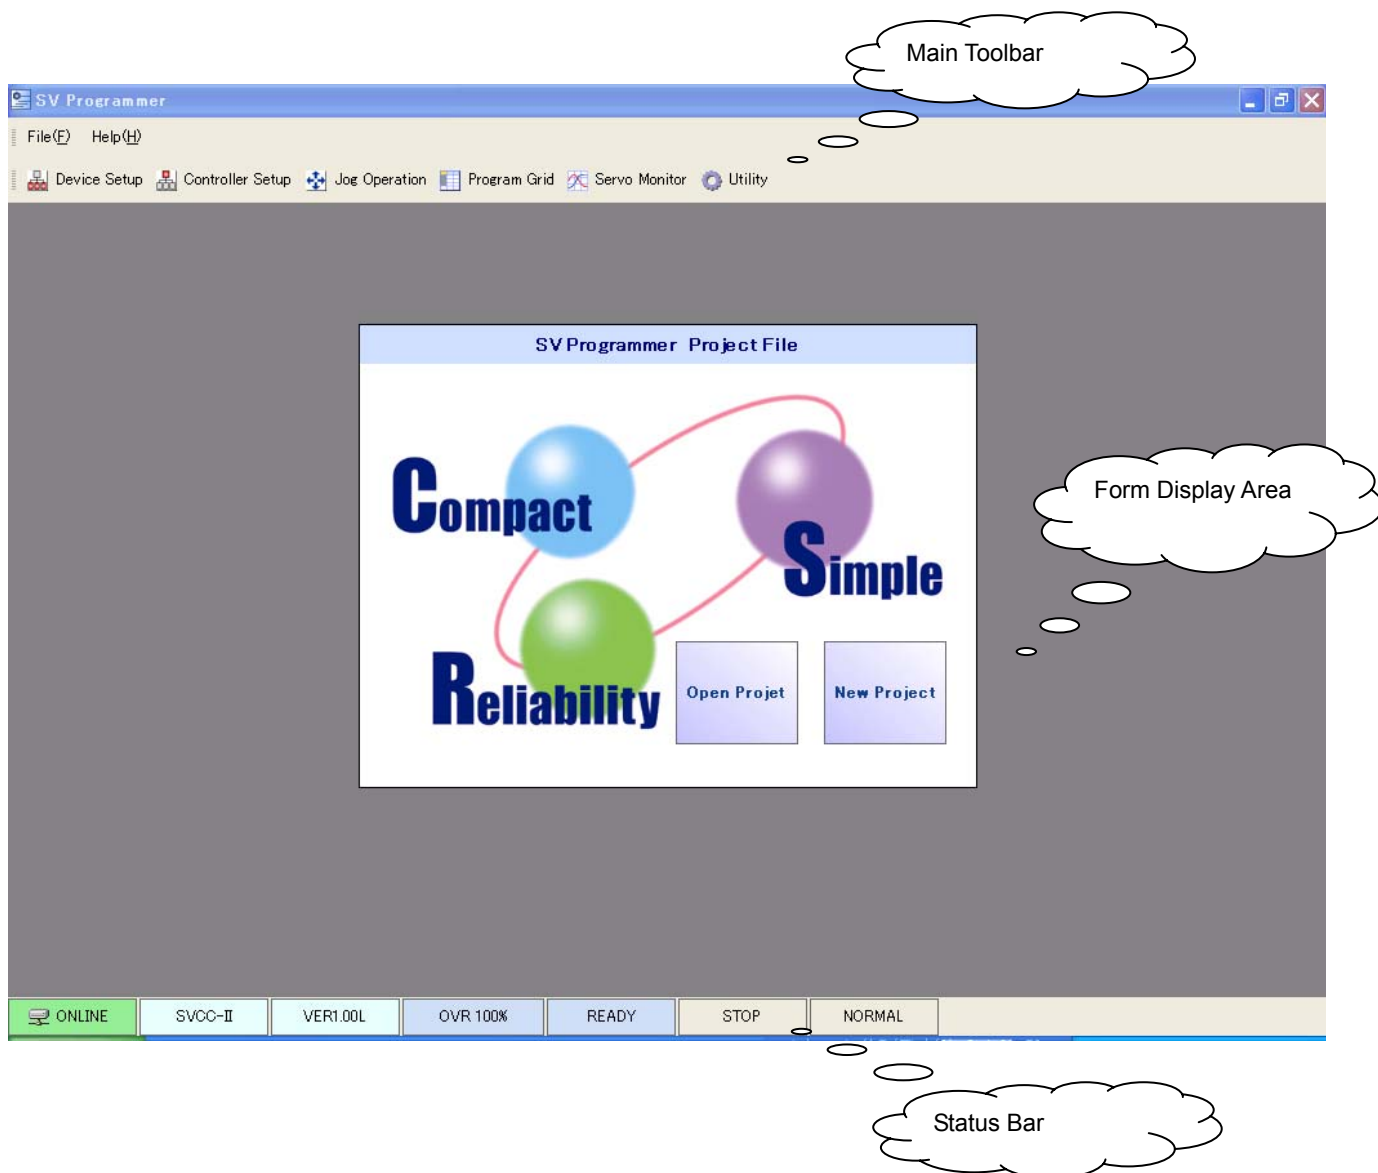 Main Toolbar
SV Programmer
File(F) Help(H)
Device Setup Controller Setup Jog Operation Program Grid Servo Monitor Utility
SV Programmer Project File
Compact
Simple
Reliability
Open Projet New Project
Form Display Area
ONLINE SVCC-Ⅱ VER1.00L OVR 100% READY STOP NORMAL
Status Bar